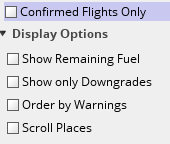 Confirmed Flights Only
Display Options
Show Remaining Fuel
Show only Downgrades
Order by Warnings
Scroll Places